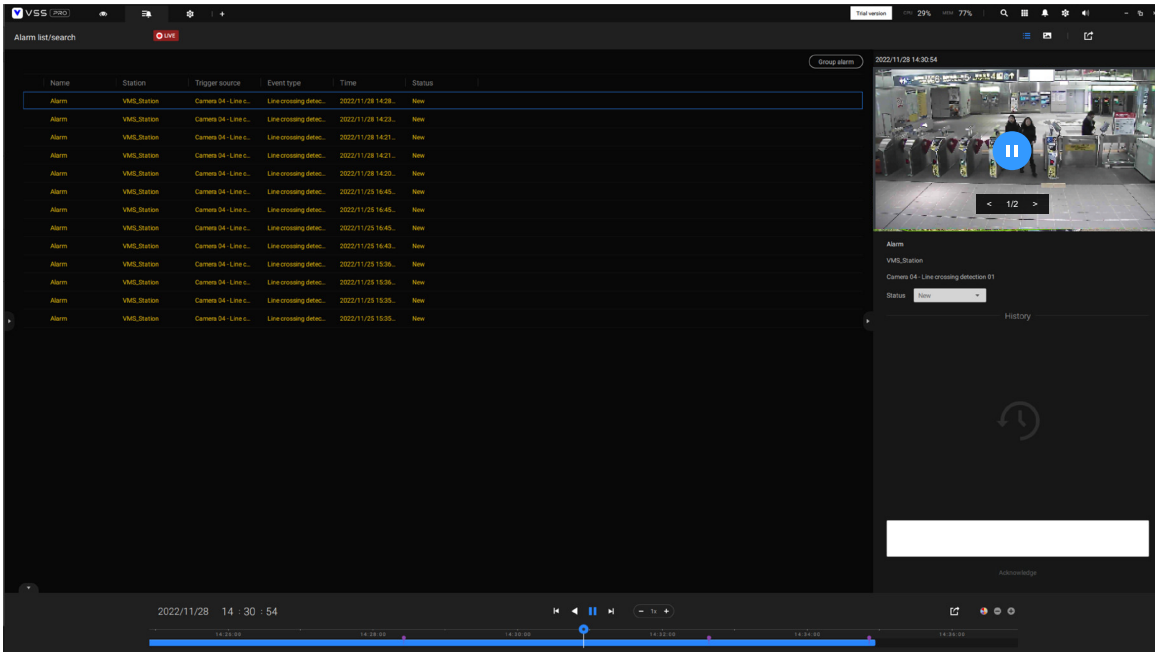 VSS PRO
Trial version CPU 29% MEM 77%
Alarm list/search LIVE
Group alarm
Name Station Trigger source Event type Time Status
Alarm VMS_Station Camera 04 - Line c... Line crossing detec... 2022/11/28 14:28... New
Alarm VMS_Station Camera 04 - Line c... Line crossing detec... 2022/11/28 14:23... New
Alarm VMS_Station Camera 04 - Line c... Line crossing detec... 2022/11/28 14:21... New
Alarm VMS_Station Camera 04 - Line c... Line crossing detec... 2022/11/28 14:21... New
Alarm VMS_Station Camera 04 - Line c... Line crossing detec... 2022/11/28 14:20... New
Alarm VMS_Station Camera 04 - Line c... Line crossing detec... 2022/11/25 16:45... New
Alarm VMS_Station Camera 04 - Line c... Line crossing detec... 2022/11/25 16:45... New
Alarm VMS_Station Camera 04 - Line c... Line crossing detec... 2022/11/25 16:45... New
Alarm VMS_Station Camera 04 - Line c... Line crossing detec... 2022/11/25 16:43... New
Alarm VMS_Station Camera 04 - Line c... Line crossing detec... 2022/11/25 15:36... New
Alarm VMS_Station Camera 04 - Line c... Line crossing detec... 2022/11/25 15:36... New
Alarm VMS_Station Camera 04 - Line c... Line crossing detec... 2022/11/25 15:35... New
Alarm VMS_Station Camera 04 - Line c... Line crossing detec... 2022/11/25 15:35... New
2022/11/28 14:30:54
< 1/2 >
Alarm
VMS_Station
Camera 04 - Line crossing detection 01
Status New
History
Acknowledge
2022/11/28 14 : 30 : 54
1x
14:26:00 14:28:00 14:30:00 14:32:00 14:34:00 14:36:00